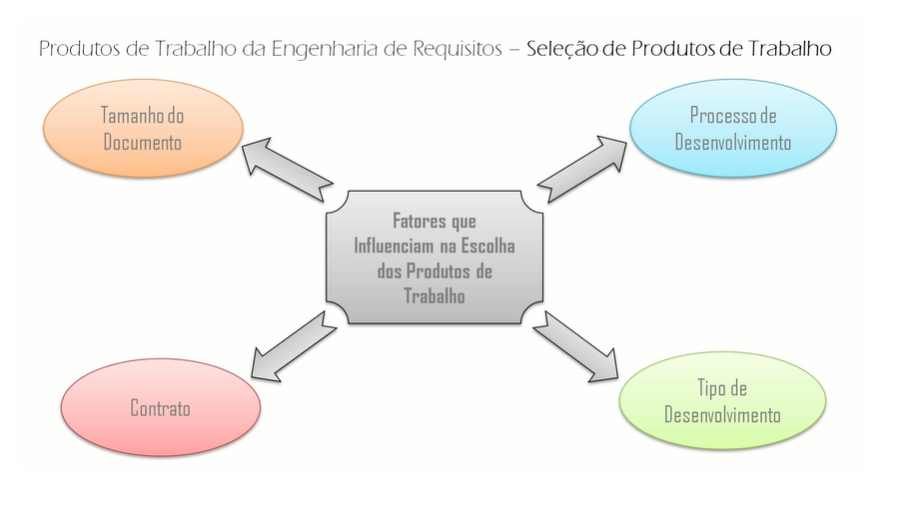 Produtos de Trabalho da Engenharia de Requisitos – Seleção de Produtos de Trabalho
Tamanho do
Documento
Processo de
Desenvolvimento
Fatores que
Influenciam na Escolha
dos Produtos de
Trabalho
Contrato
Tipo de
Desenvolvimento